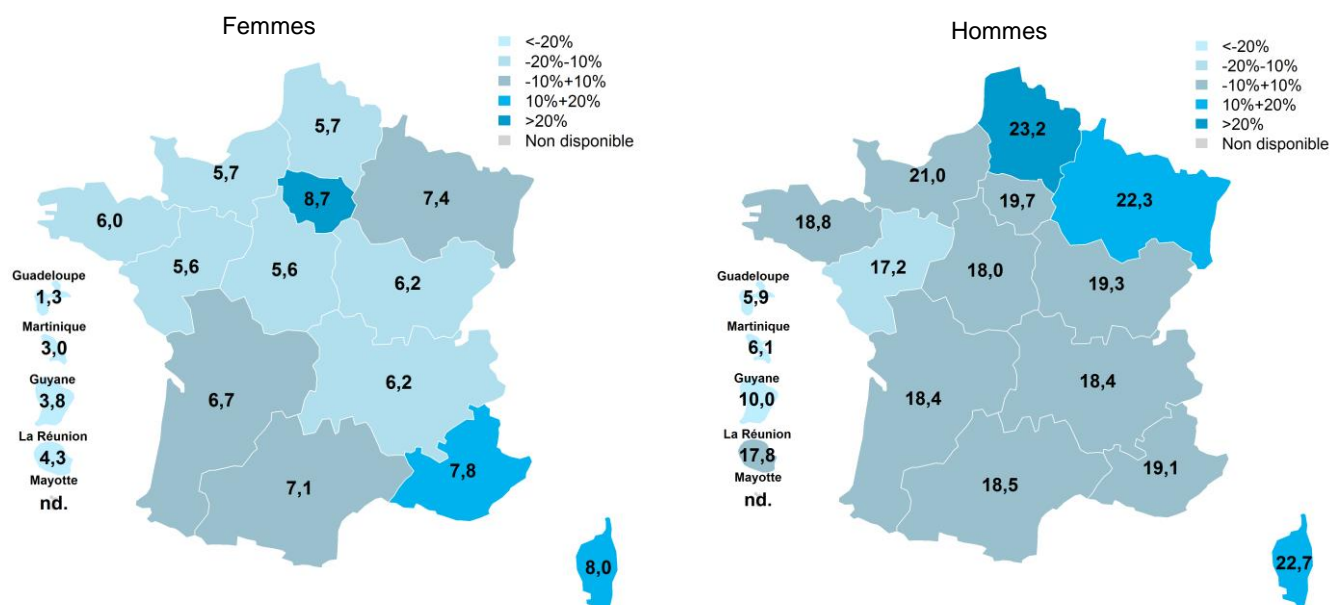 Femmes
<-20%
-20%-10%
-10%+10%
10%+20%
>20%
Non disponible
5,7
5,7
8,7
7,4
6,0
5,6
5,6
6,2
Guadeloupe
1,3
Martinique
3,0
Guyane
3,8
La Réunion
4,3
Mayotte
nd.
6,7
6,2
7,1
7,8
8,0
Hommes
<-20%
-20%-10%
-10%+10%
10%+20%
>20%
Non disponible
23,2
21,0
19,7
22,3
18,8
17,2
18,0
19,3
Guadeloupe
5,9
Martinique
6,1
Guyane
10,0
La Réunion
17,8
Mayotte
nd.
18,4
18,4
18,5
19,1
22,7